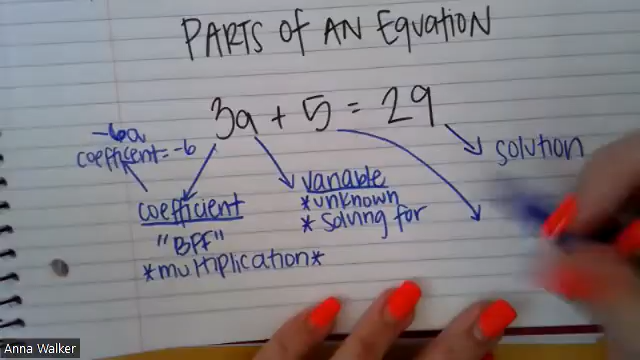 PARTS OF AN EQUATION
3a + 5 = 29
-6a
coefficent = -6
solution
coefficient
"BFF"
*multiplication*
variable
*unknown
*solving for
Anna Walker